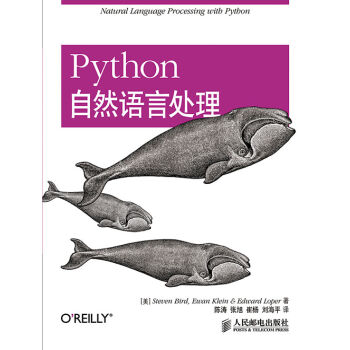 Natural Language Processing with Python
Python
自然语言处理
[美] Steven Bird, Ewan Klein & Edward Loper 著
陈涛 张旭 崔杨 刘海平 译
O'REILLY®
人民邮电出版社
POSTS & TELECOM PRESS